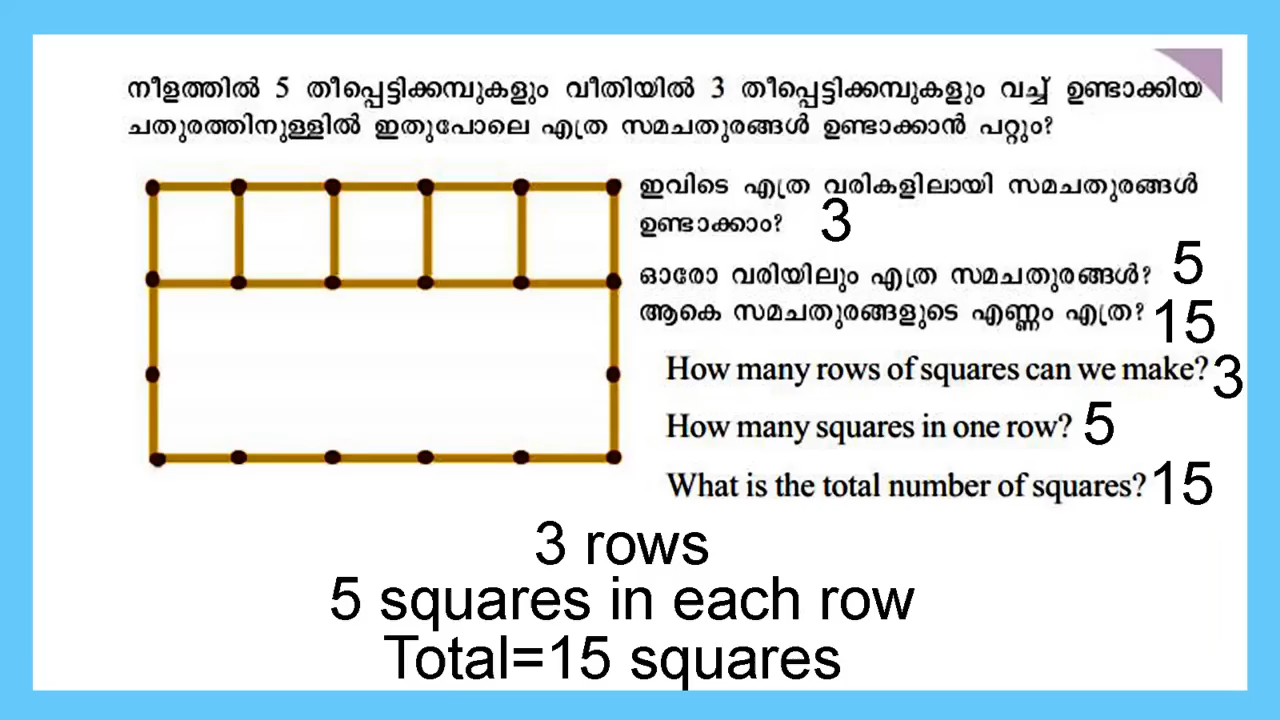 നീളത്തിൽ 5 തീപ്പെട്ടിക്കമ്പുകളും വീതിയിൽ 3 തീപ്പെട്ടിക്കമ്പുകളും വച്ച് ഉണ്ടാക്കിയ
ചതുരത്തിനുള്ളിൽ ഇതുപോലെ എത്ര സമചതുരങ്ങൾ ഉണ്ടാക്കാൻ പറ്റും?
ഇവിടെ എത്ര വരികളിലായി സമചതുരങ്ങൾ
ഉണ്ടാക്കാം? 3
ഓരോ വരിയിലും എത്ര സമചതുരങ്ങൾ? 5
ആകെ സമചതുരങ്ങളുടെ എണ്ണം എത്ര? 15
How many rows of squares can we make? 3
How many squares in one row? 5
What is the total number of squares? 15
3 rows
5 squares in each row
Total=15 squares